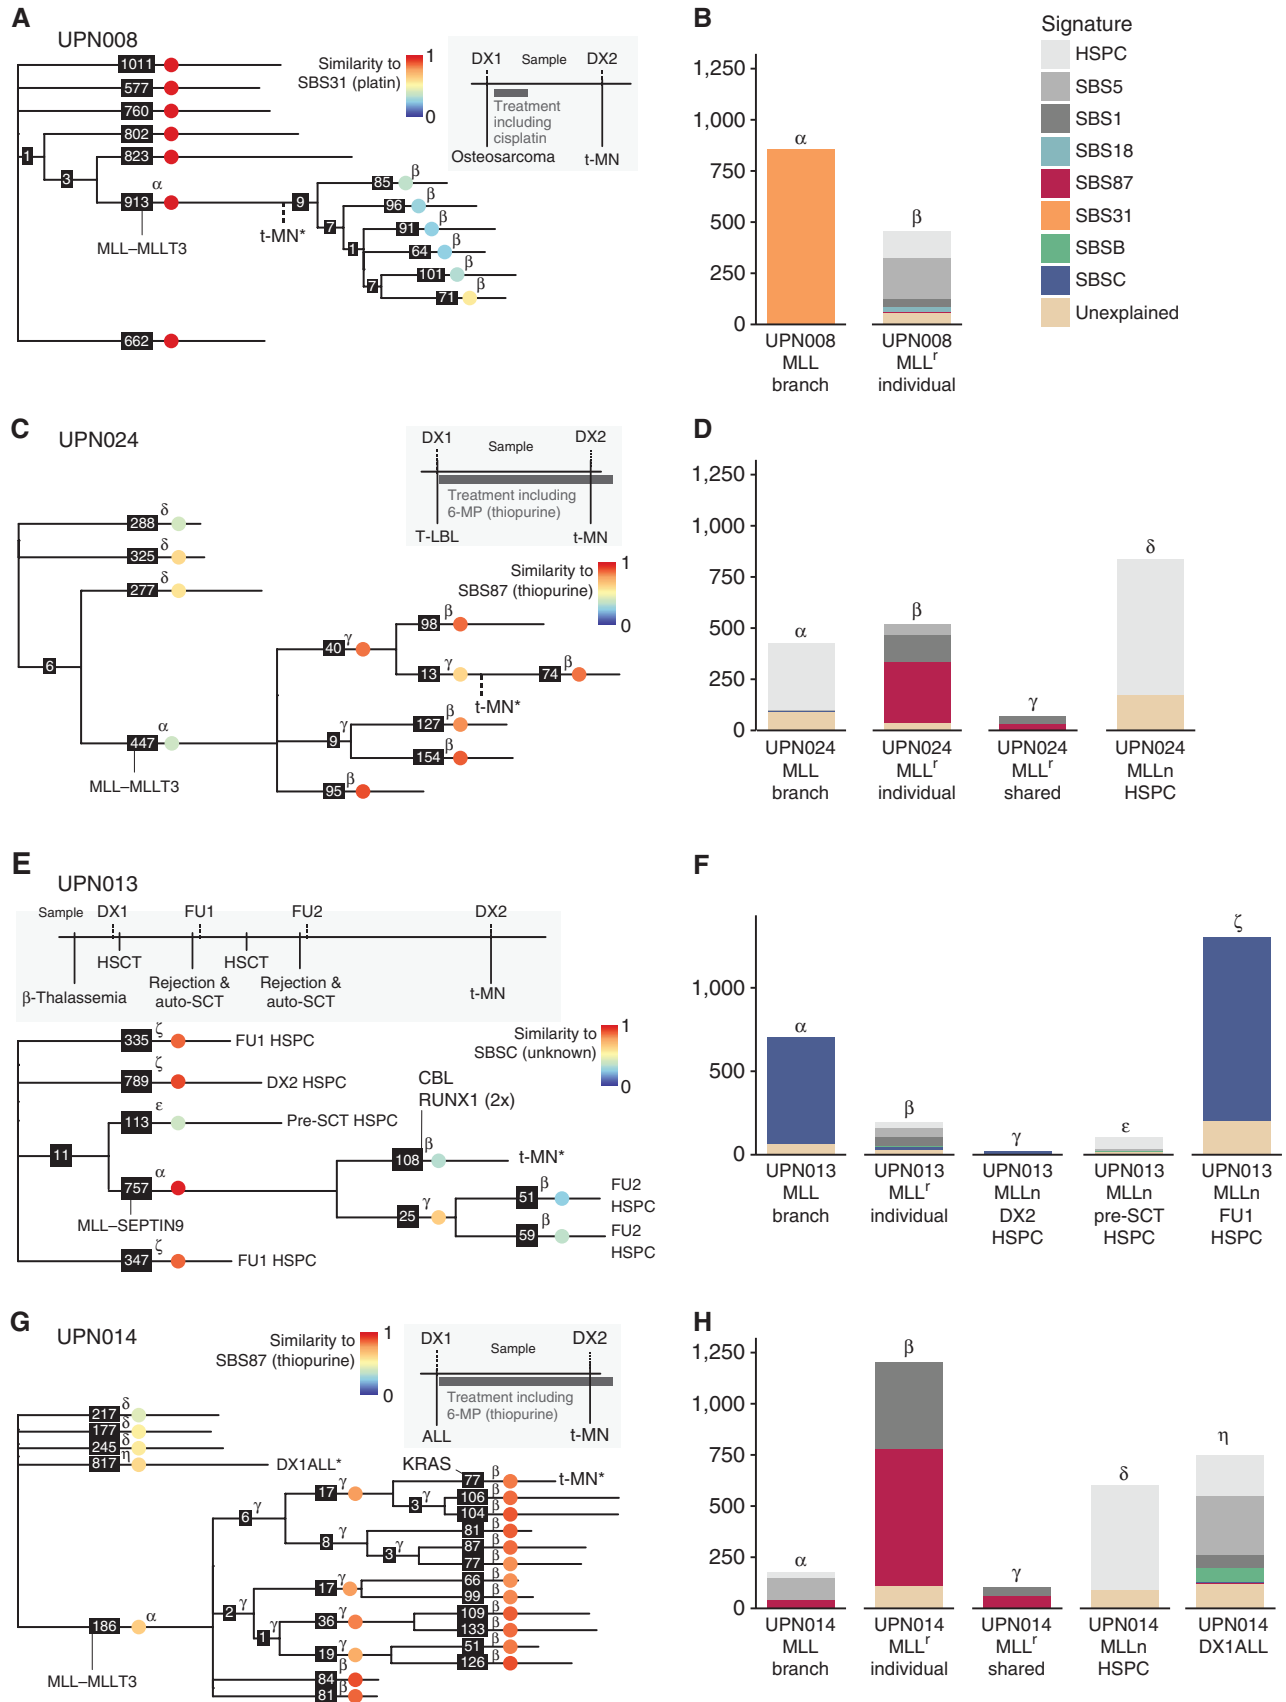 A
UPN008
1011
577
760
802
1
823
3
α
913
9
MLL–MLLT3
t-MN*
662
β
85
β
96
7
β
91
1
β
64
β
101
7
β
71
Similarity to
SBS31 (platin)
1
0
DX1
Sample
DX2
Treatment
including
cisplatin
Osteosarcoma
t-MN
B
1,250
1,000
750
500
250
0
α
β
UPN008
MLL
branch
UPN008
MLLʳ
individual
Signature
HSPC
SBS5
SBS1
SBS18
SBS87
SBS31
SBSB
SBSC
Unexplained
C
UPN024
DX1
Sample
DX2
Treatment including
6-MP (thiopurine)
T-LBL
t-MN
Similarity to
SBS87 (thiopurine)
1
0
δ
288
δ
325
δ
277
6
α
447
MLL–MLLT3
γ
40
β
98
γ
13
t-MN*
β
74
γ
9
β
127
β
154
β
95
D
1,250
1,000
750
500
250
0
α
β
γ
δ
UPN024
MLL
branch
UPN024
MLLʳ
individual
UPN024
MLLʳ
shared
UPN024
MLLn
HSPC
E
UPN013
Sample
DX1
FU1
FU2
DX2
HSCT
HSCT
β-Thalassemia
Rejection &
auto-SCT
Rejection &
auto-SCT
t-MN
Similarity to
SBSC (unknown)
1
0
ζ
335
FU1 HSPC
ζ
789
DX2 HSPC
ε
113
Pre-SCT HSPC
11
α
757
MLL–SEPTIN9
ζ
347
FU1 HSPC
CBL
RUNX1 (2x)
β
108
t-MN*
γ
25
β
51
FU2
HSPC
β
59
FU2
HSPC
F
1,000
500
0
α
β
γ
ε
ζ
UPN013
MLL
branch
UPN013
MLLʳ
individual
UPN013
MLLn
DX2
HSPC
UPN013
MLLn
pre-SCT
HSPC
UPN013
MLLn
FU1
HSPC
G
UPN014
Similarity to
SBS87 (thiopurine)
1
0
DX1
Sample
DX2
Treatment including
6-MP (thiopurine)
ALL
t-MN
δ
217
δ
177
δ
245
η
817
DX1ALL*
α
186
MLL–MLLT3
KRAS
γ
6
γ
17
β
77
t-MN*
γ
3
β
106
β
104
γ
8
β
81
γ
3
β
87
β
77
γ
2
γ
17
β
66
β
99
γ
1
γ
36
β
109
β
133
γ
19
β
51
β
126
β
84
β
81
H
1,250
1,000
750
500
250
0
α
β
γ
δ
η
UPN014
MLL
branch
UPN014
MLLʳ
individual
UPN014
MLLʳ
shared
UPN014
MLLn
HSPC
UPN014
DX1ALL